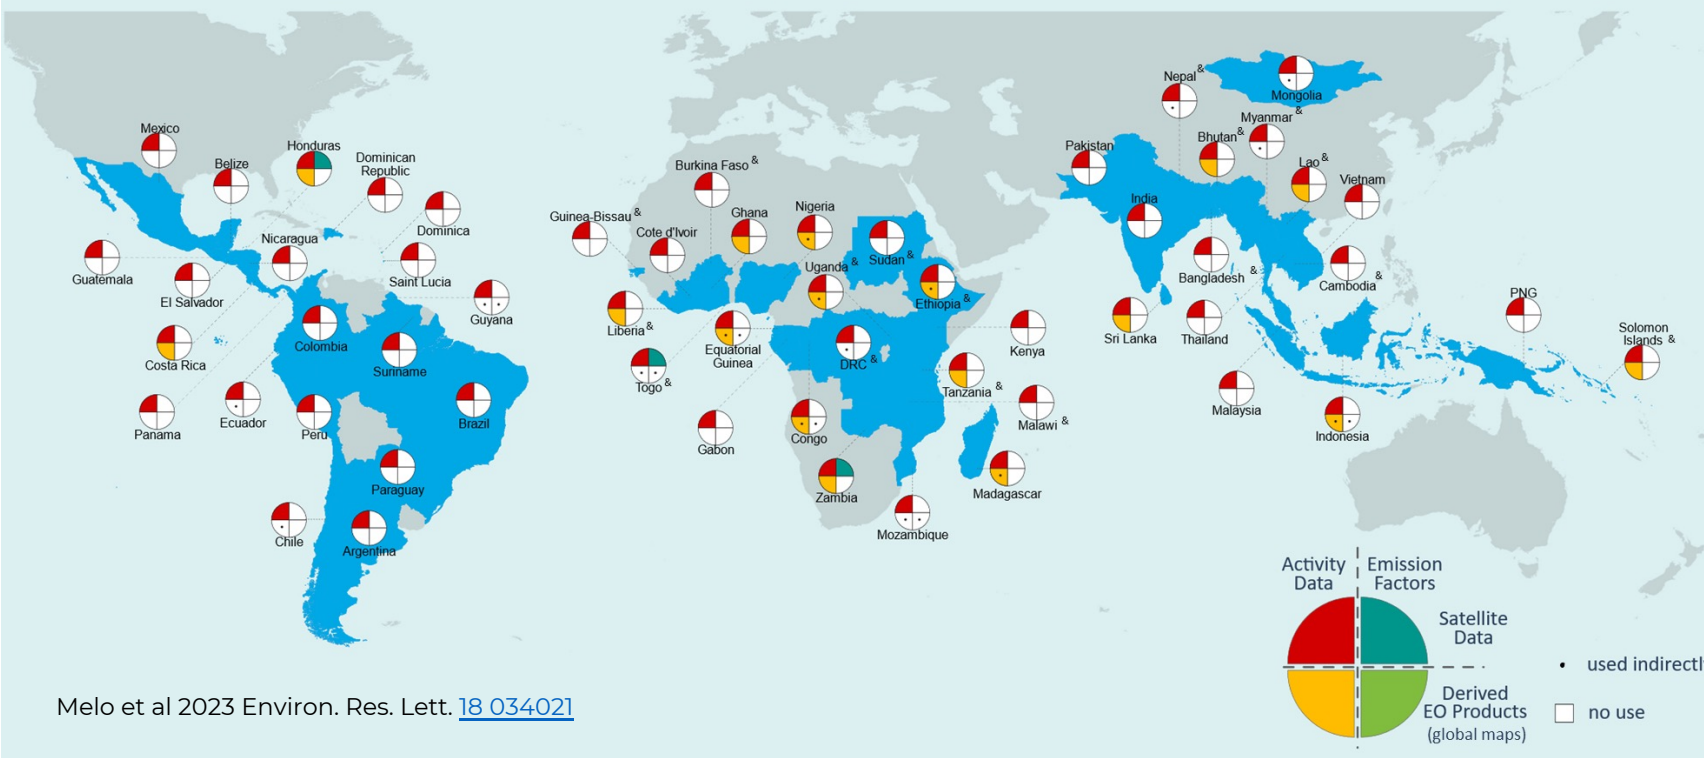 Mexico
Belize
Honduras
Dominican
Republic
Dominica
Guatemala
Nicaragua
El Salvador
Saint Lucia
Guyana
Costa Rica
Colombia
Suriname
Panama
Ecuador
Peru
Brazil
Paraguay
Chile
Argentina
Burkina Faso &
Guinea-Bissau &
Cote d'Ivoir
Ghana
Nigeria
Sudan &
Uganda &
Ethiopia &
Liberia &
Equatorial
Guinea
DRC &
Kenya
Togo &
Tanzania &
Malawi &
Gabon
Congo
Zambia
Madagascar
Mozambique
Nepal &
Mongolia
Myanmar &
Pakistan
Bhutan &
Lao &
Vietnam
India
Bangladesh &
Cambodia &
Sri Lanka
Thailand
PNG
Solomon
Islands &
Malaysia
Indonesia
Activity
Data
Emission
Factors
Satellite
Data
Derived
EO Products
(global maps)
• used indirectl
no use
Melo et al 2023 Environ. Res. Lett. 18 034021